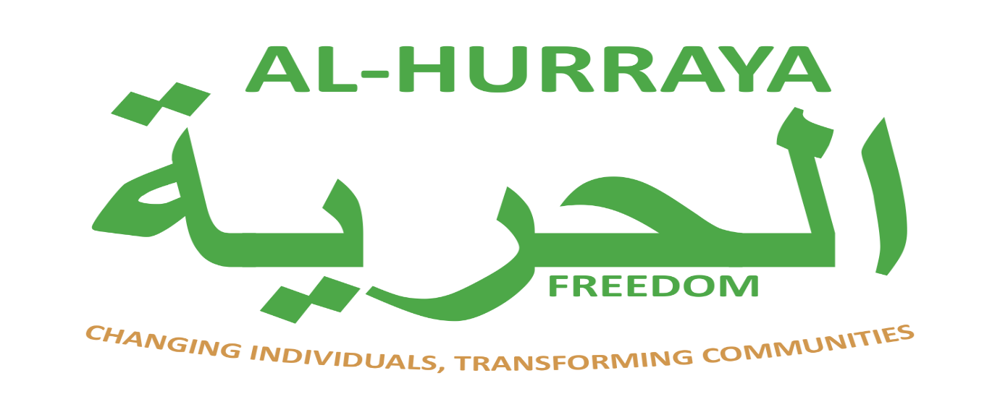 AL-HURRAYA
الحرية
FREEDOM
CHANGING INDIVIDUALS, TRANSFORMING COMMUNITIES